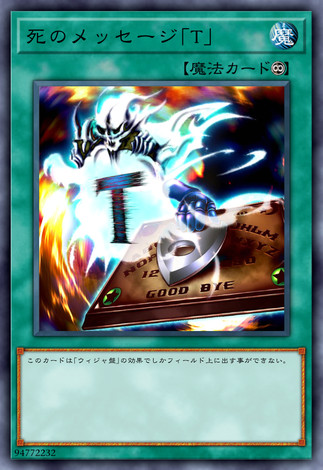 死のメッセージ「T」
魔
【魔法カード♾】
T
GOOD BYE
このカードは「ウィジャ盤」の効果でしかフィールド上に出す事ができない。
94772232